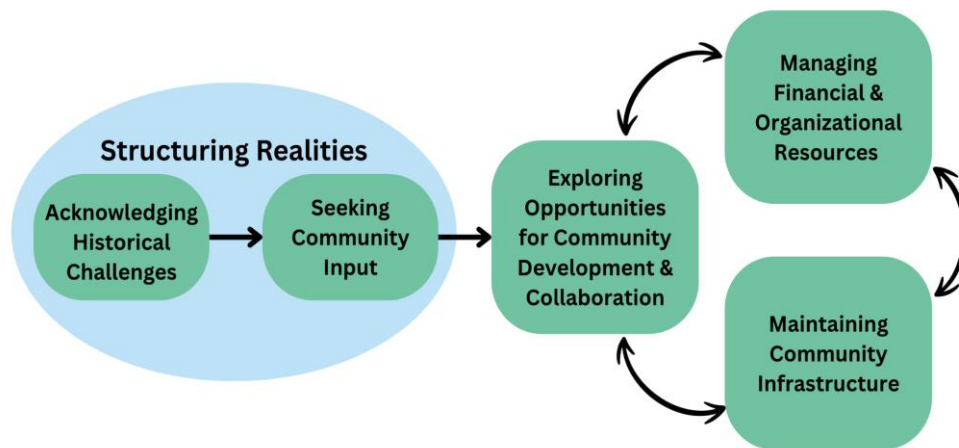 Structuring Realities
Acknowledging
Historical
Challenges
Seeking
Community
Input
Exploring
Opportunities
for Community
Development &
Collaboration
Managing
Financial &
Organizational
Resources
Maintaining
Community
Infrastructure